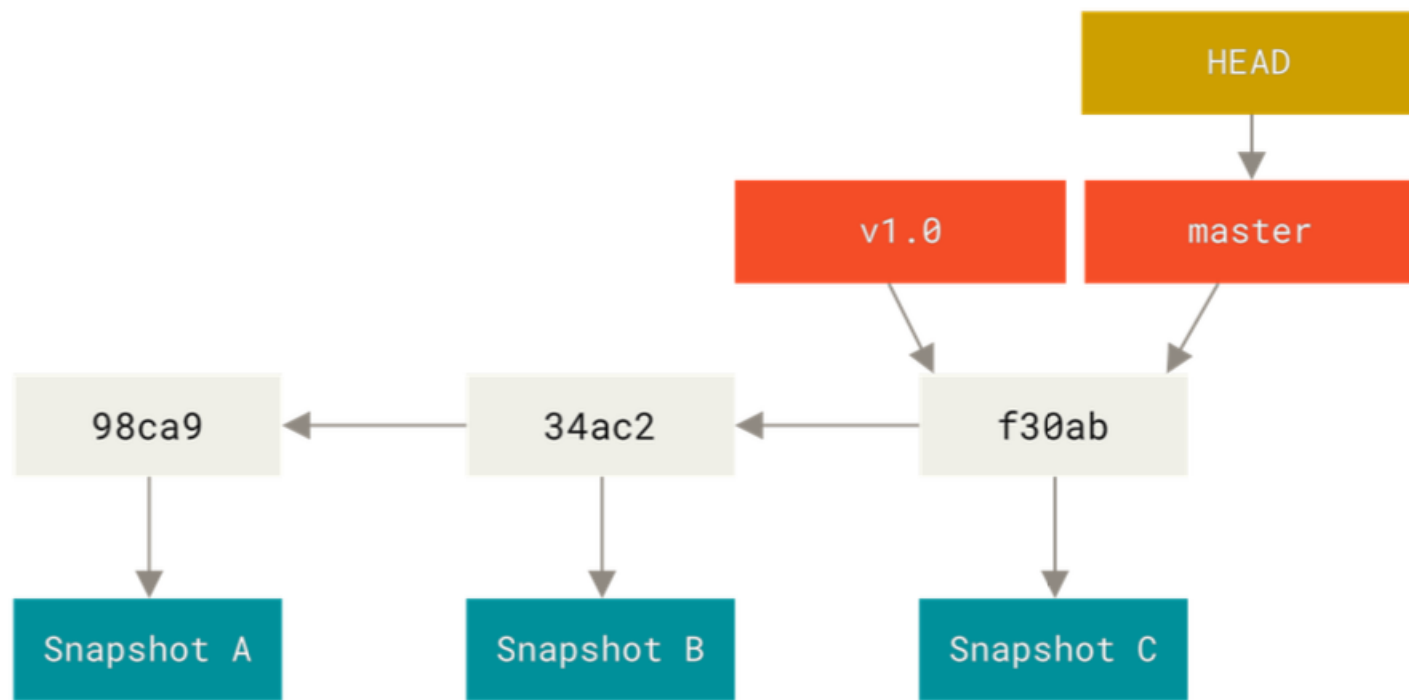 HEAD
v1.0
master
98ca9
34ac2
f30ab
Snapshot A
Snapshot B
Snapshot C